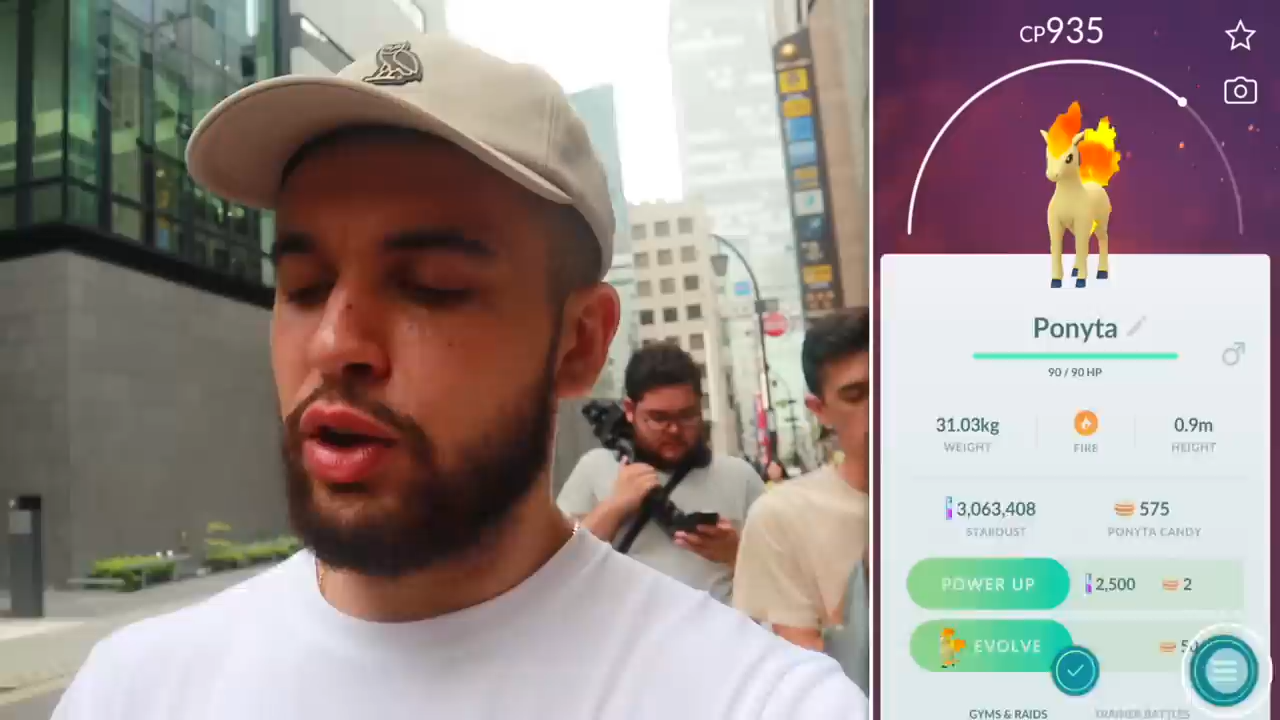 CP935
Ponyta
90 / 90 HP
31.03kg
WEIGHT
FIRE
0.9m
HEIGHT
3,063,408
STARDUST
575
PONYTA CANDY
POWER UP
2,500
2
EVOLVE
GYMS & RAIDS
TRAINER BATTLES